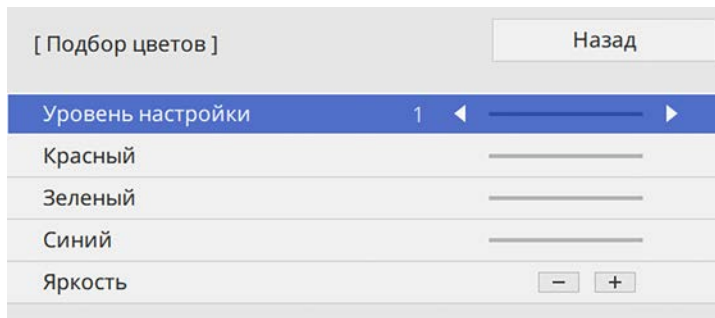 [ Подбор цветов ] Назад
Уровень настройки 1
Красный
Зеленый
Синий
Яркость − +